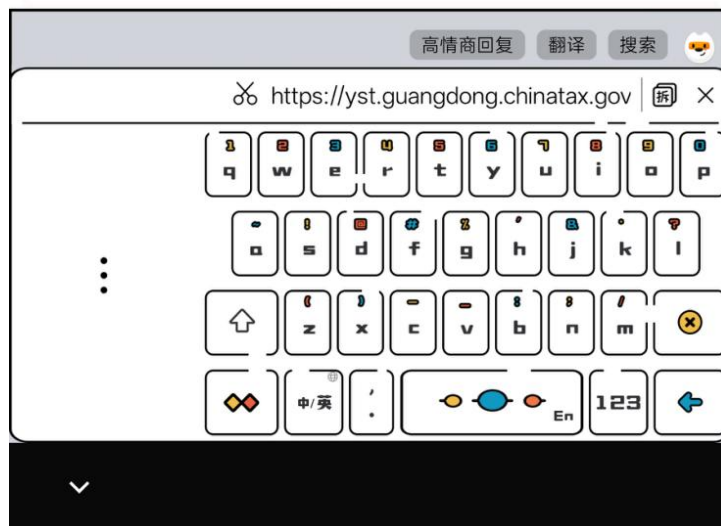 高情商回复 翻译 搜索
https://yst.guangdong.chinatax.gov 拆
1 2 3 4 5 6 7 8 9 0
q w e r t y u i o p
~ ! @ # % ' & * ?
a s d f g h j k l
( ) - _ : ; /
z x c v b n m
中/英 , . En 123